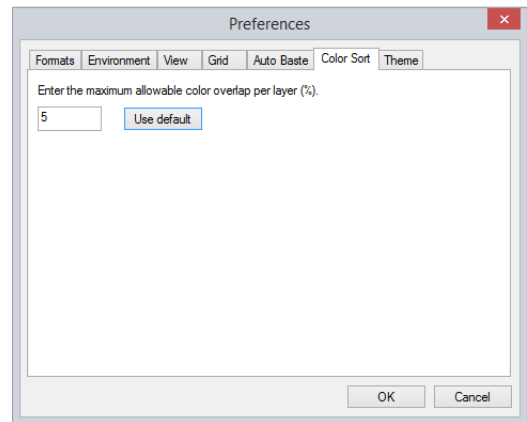 Preferences
Formats Environment View Grid Auto Baste Color Sort Theme
Enter the maximum allowable color overlap per layer (%).
5 Use default
OK Cancel